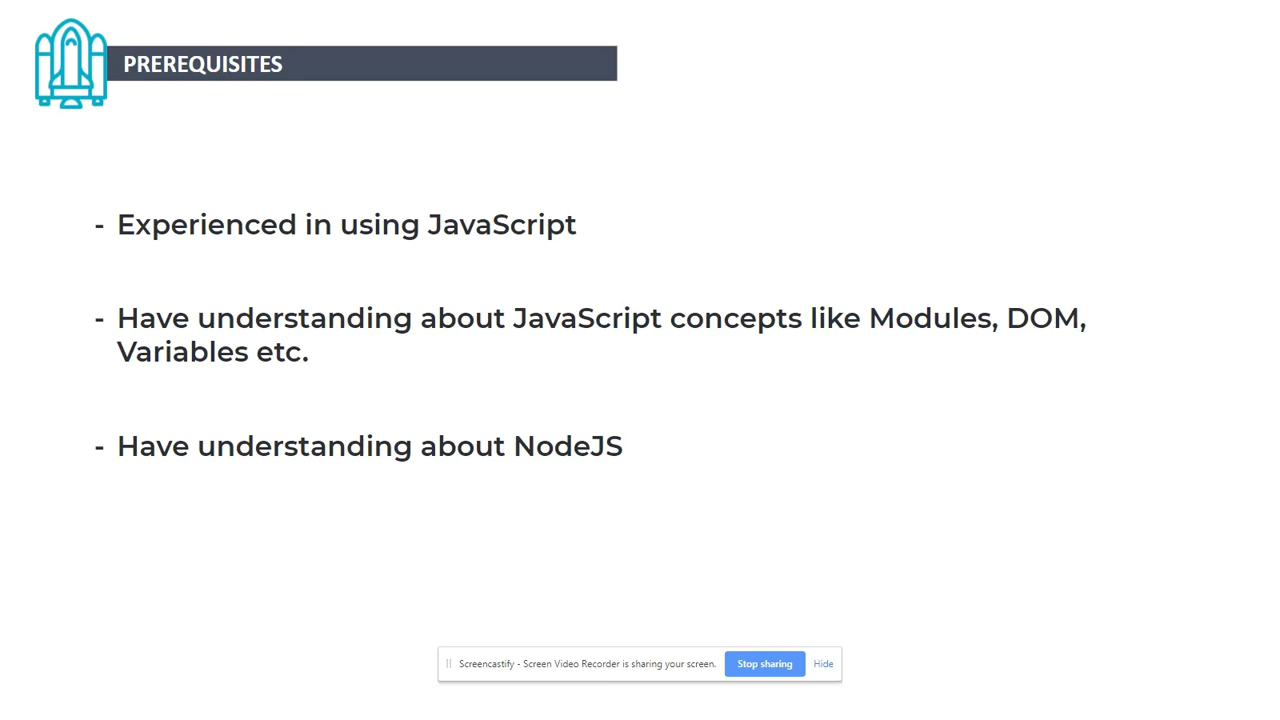 PREREQUISITES
- Experienced in using JavaScript
- Have understanding about JavaScript concepts like Modules, DOM,
Variables etc.
- Have understanding about NodeJS
Screencastify - Screen Video Recorder is sharing your screen. Stop sharing Hide